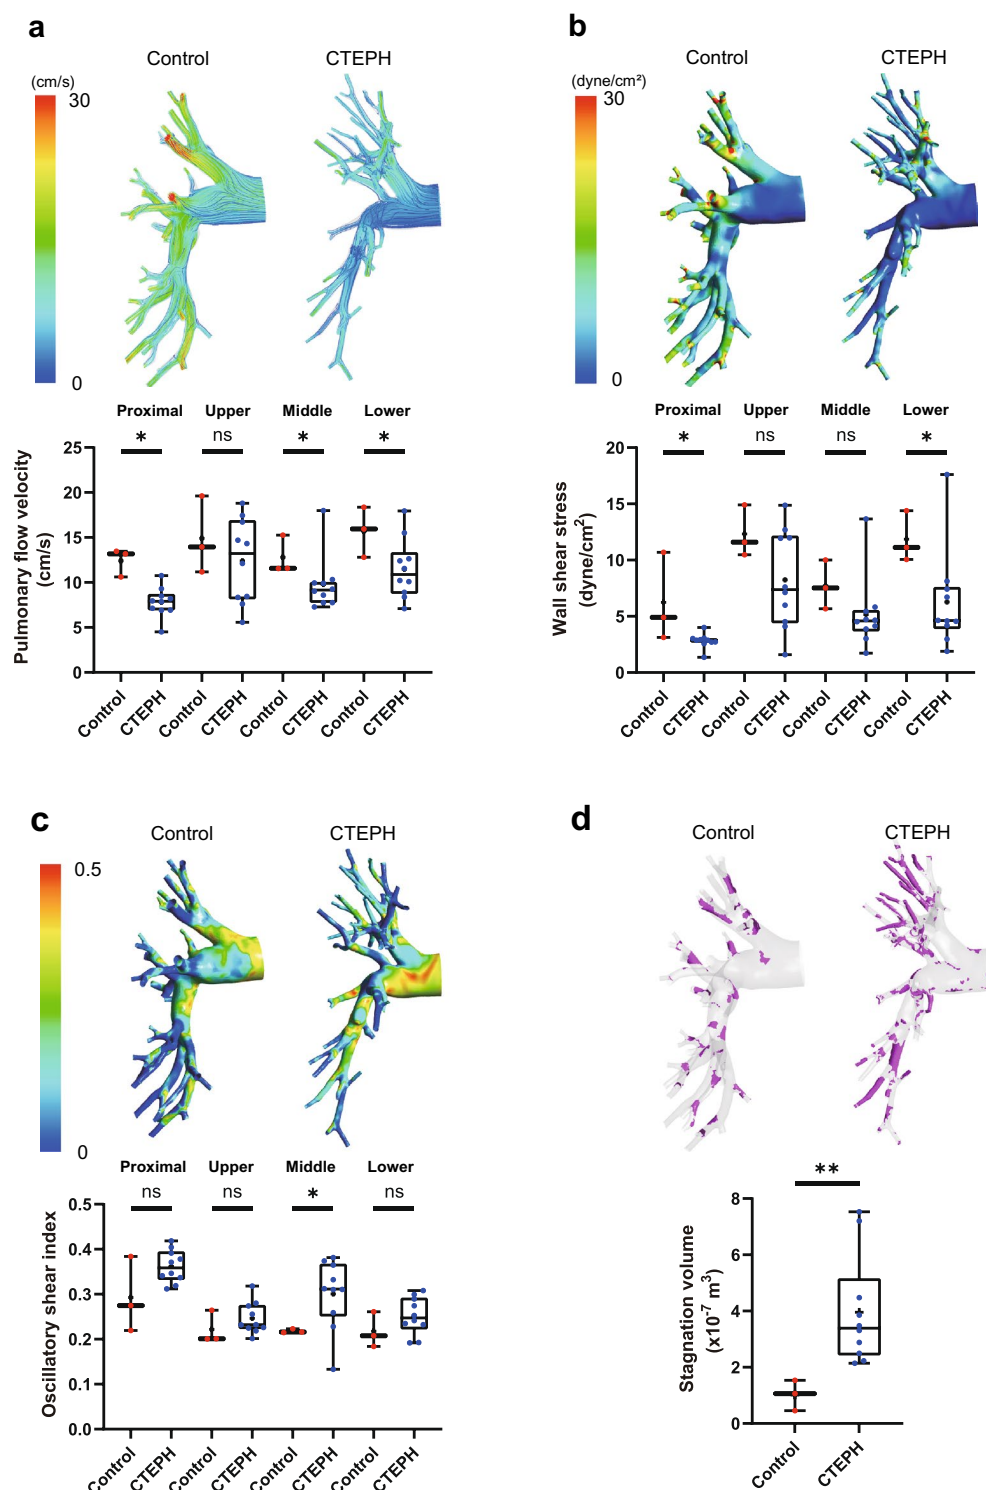 a
Control CTEPH
(cm/s)
30
0
Proximal Upper Middle Lower
* ns * *
25
20
15
10
5
0
Pulmonary flow velocity
(cm/s)
Control CTEPH Control CTEPH Control CTEPH Control CTEPH
b
Control CTEPH
(dyne/cm²)
30
0
Proximal Upper Middle Lower
* ns ns *
20
15
10
5
0
Wall shear stress
(dyne/cm²)
Control CTEPH Control CTEPH Control CTEPH Control CTEPH
c
Control CTEPH
0.5
0
Proximal Upper Middle Lower
ns ns * ns
0.5
0.4
0.3
0.2
0.1
0.0
Oscillatory shear index
Control CTEPH Control CTEPH Control CTEPH Control CTEPH
d
Control CTEPH
**
8
6
4
2
0
Stagnation volume
(x10⁻⁷ m³)
Control CTEPH